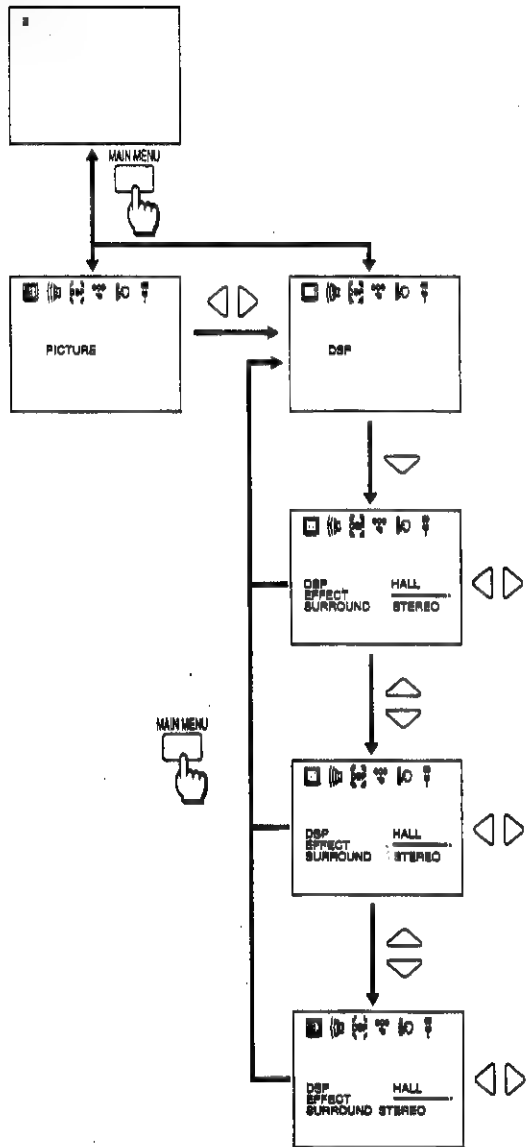 MAIN MENU
PICTURE
DSP
DSP HALL
EFFECT
SURROUND STEREO
MAIN MENU
DSP HALL
EFFECT
SURROUND STEREO
DSP HALL
EFFECT
SURROUND STEREO